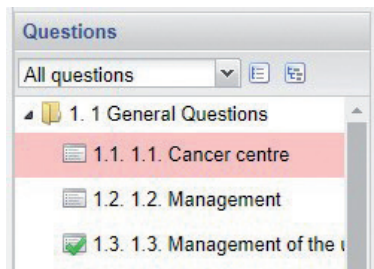 Questions
All questions
1. 1 General Questions
1.1. 1.1. Cancer centre
1.2. 1.2. Management
1.3. 1.3. Management of the